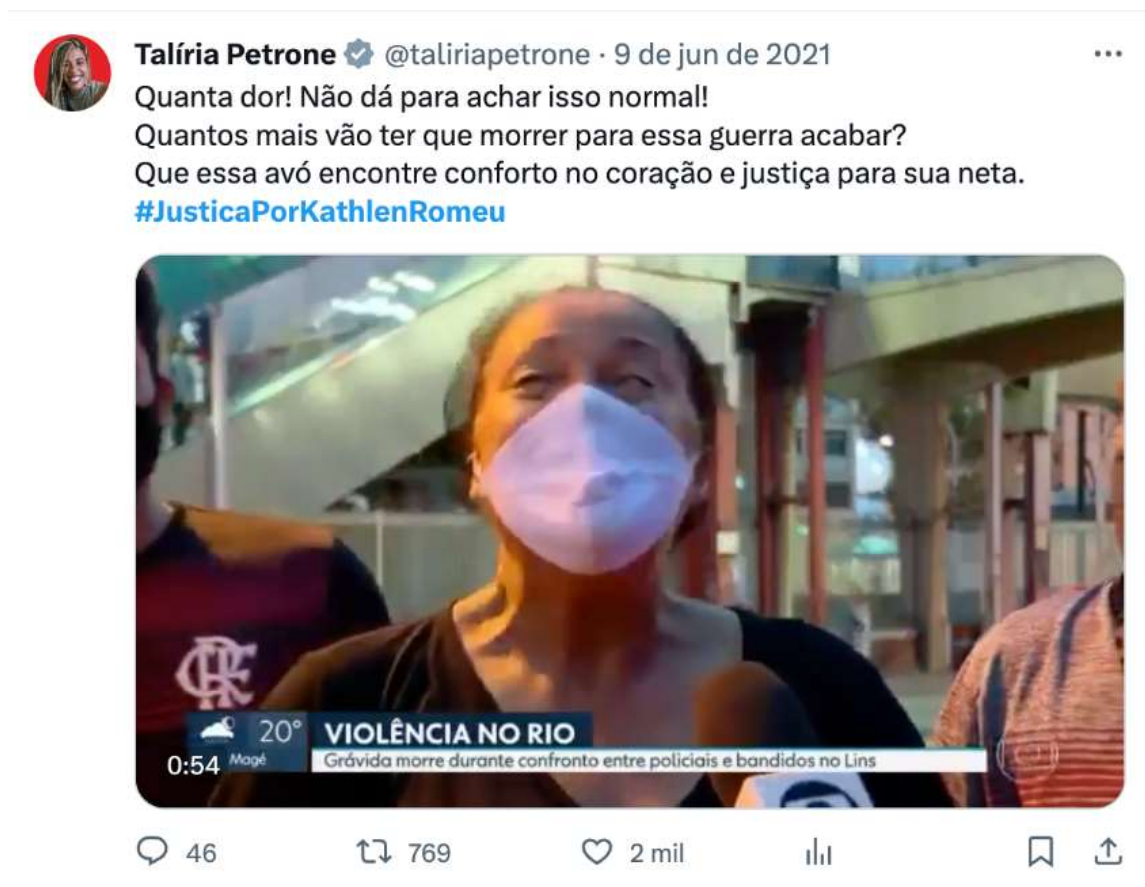 Talíria Petrone @taliriapetrone · 9 de jun de 2021
Quanta dor! Não dá para achar isso normal!
Quantos mais vão ter que morrer para essa guerra acabar?
Que essa avó encontre conforto no coração e justiça para sua neta.
#JusticaPorKathlenRomeu
CRF
20° VIOLÊNCIA NO RIO
0:54 Magé Grávida morre durante confronto entre policiais e bandidos no Lins
46 769 2 mil